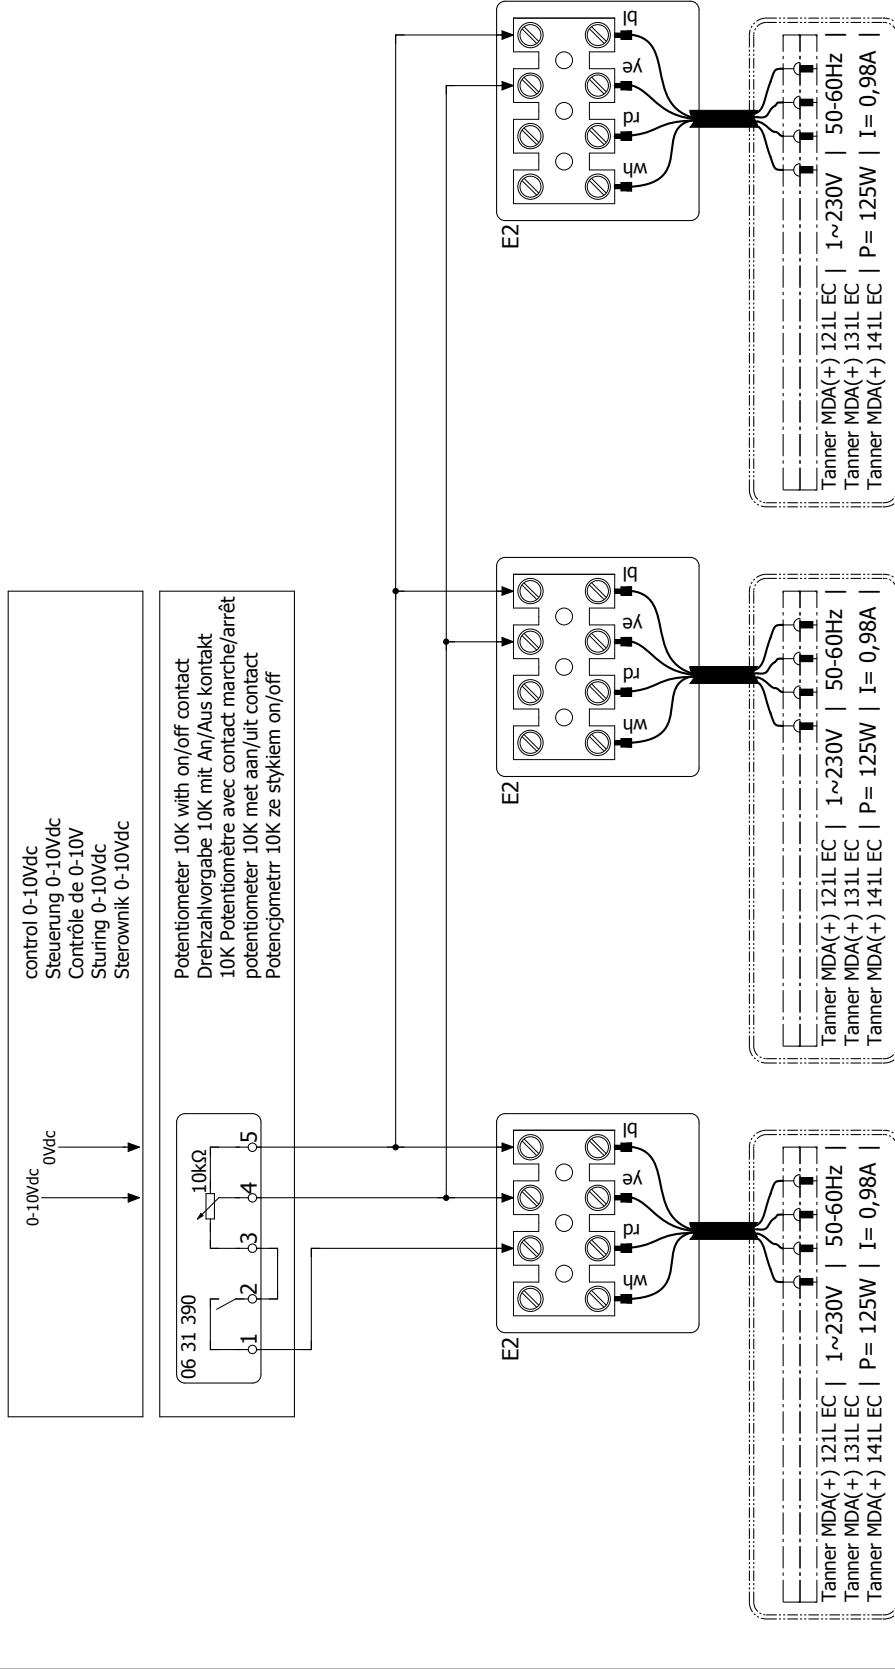 control 0-10Vdc
Steuerung 0-10Vdc
Contrôle de 0-10V
Sturing 0-10Vdc
Sterownik 0-10Vdc
0-10Vdc
0Vdc
Potentiometer 10K with on/off contact
Drehzahlvorgabe 10K mit An/Aus kontakt
10K Potentiomètre avec contact marche/arrêt
potentiometer 10K met aan/uit contact
Potencjometrr 10K ze stykiem on/off
06 31 390
10kΩ
1 2 3 4 5
E2
wh rd ye bl
E2
wh rd ye bl
E2
wh rd ye bl
Tanner MDA(+) 121L EC | 1~230V | 50-60Hz |
Tanner MDA(+) 131L EC
Tanner MDA(+) 141L EC | P= 125W | I= 0,98A |
Tanner MDA(+) 121L EC | 1~230V | 50-60Hz |
Tanner MDA(+) 131L EC
Tanner MDA(+) 141L EC | P= 125W | I= 0,98A |
Tanner MDA(+) 121L EC | 1~230V | 50-60Hz |
Tanner MDA(+) 131L EC
Tanner MDA(+) 141L EC | P= 125W | I= 0,98A |